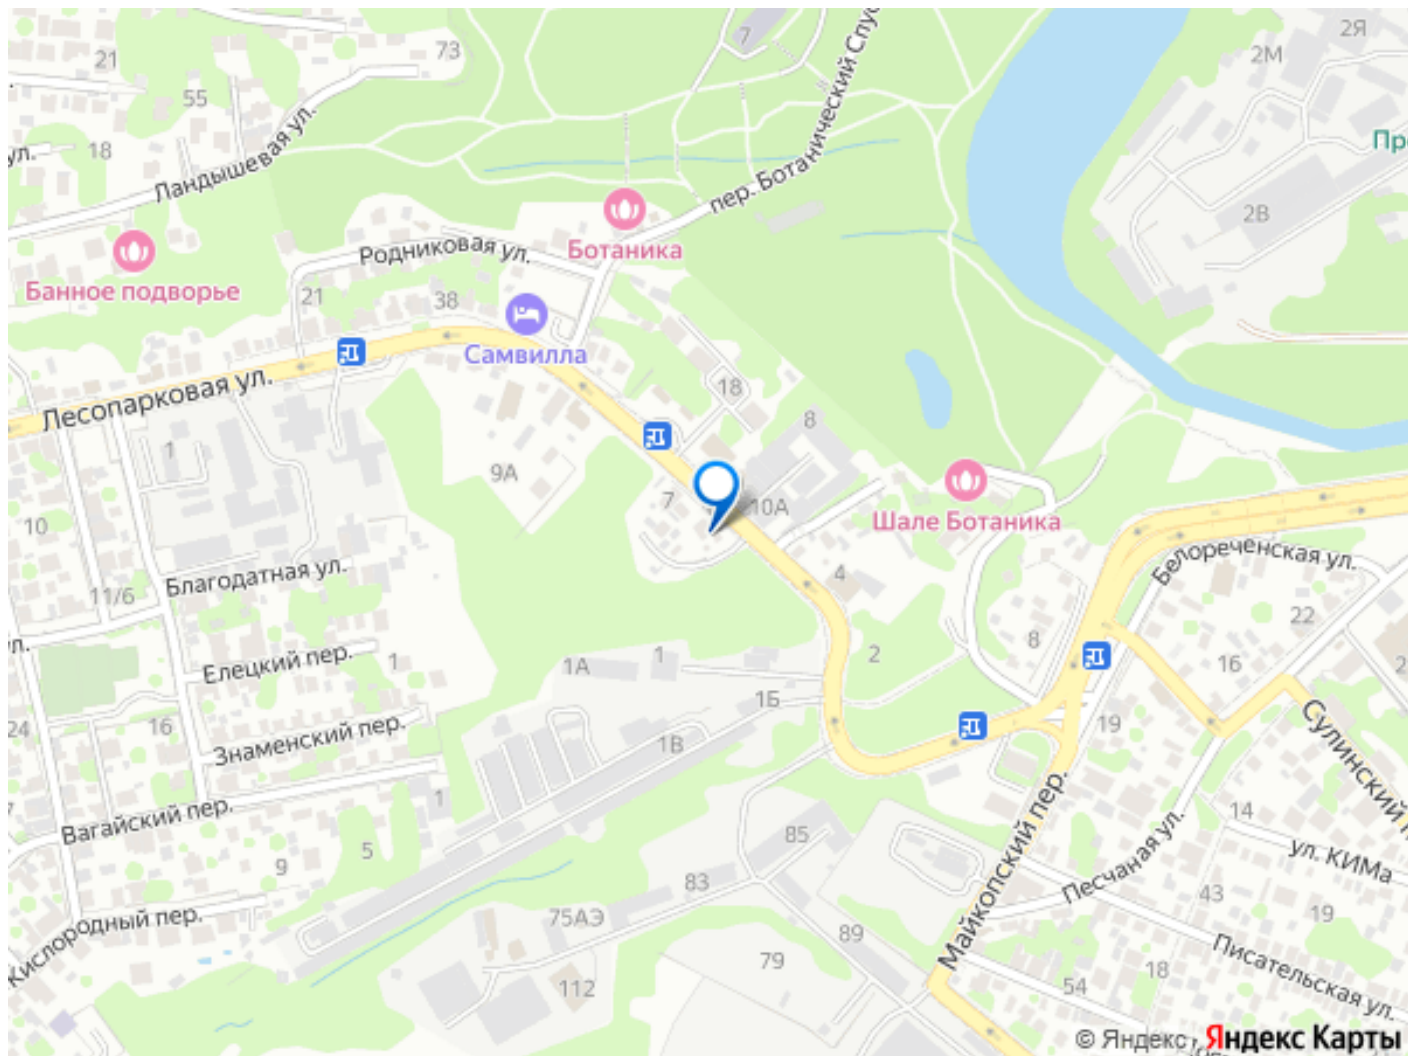 2Я
7
21
73
2М
пер. Ботанический Спус
55
Ландышевая ул.
ул.
18
Пре
2В
Родниковая ул.
Ботаника
Банное подворье
21
38
Самвилла
Лесопарковая ул.
18
8
1
9А
7
10А
10
Шале Ботаника
Белореченская ул.
Благодатная ул.
11/6
4
22
8
2
16
2
Елецкий пер.
1
1А
1
1Б
24
16
Знаменский пер.
1В
19
Сулинский п
1
Вагайский пер.
Майкопский пер.
14
85
5
9
Песчаная ул.
ул. КИМа
83
43
19
75АЭ
Кислородный пер.
89
Писательская ул.
79
112
18
54
© Яндекс
Яндекс Карты